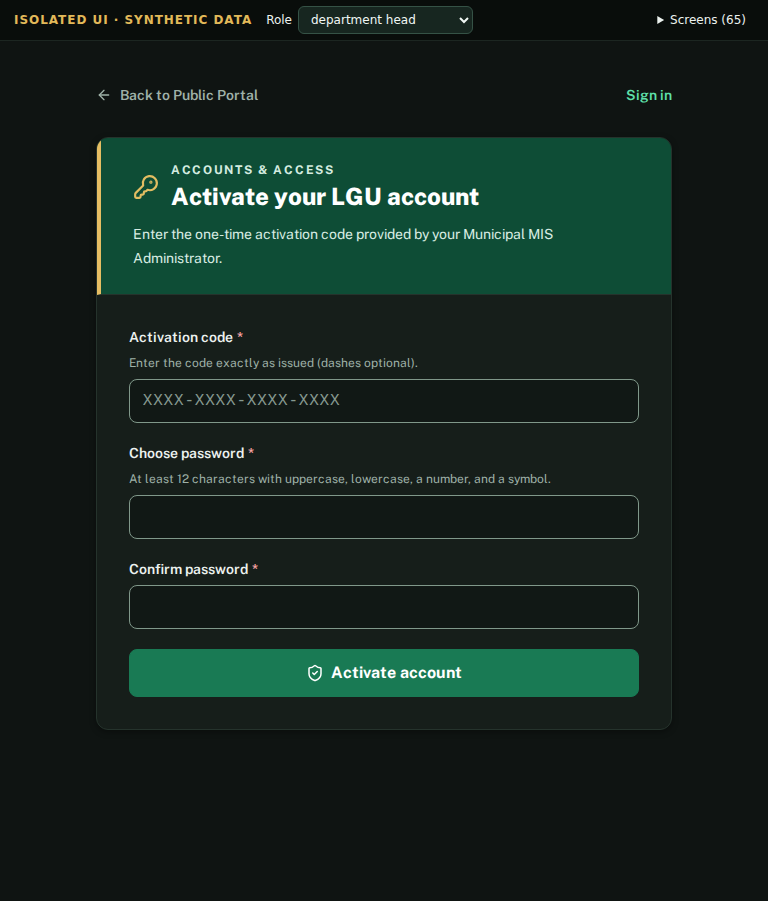 ISOLATED UI · SYNTHETIC DATA Role department head Screens (65)
Back to Public Portal Sign in
ACCOUNTS & ACCESS
Activate your LGU account
Enter the one-time activation code provided by your Municipal MIS
Administrator.
Activation code *
Enter the code exactly as issued (dashes optional).
XXXX-XXXX-XXXX-XXXX
Choose password *
At least 12 characters with uppercase, lowercase, a number, and a symbol.
Confirm password *
Activate account